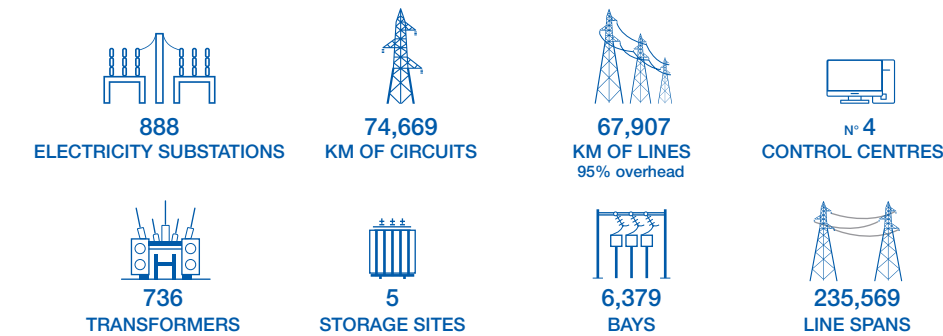 888
ELECTRICITY SUBSTATIONS
74,669
KM OF CIRCUITS
67,907
KM OF LINES
95% overhead
N° 4
CONTROL CENTRES
736
TRANSFORMERS
5
STORAGE SITES
6,379
BAYS
235,569
LINE SPANS